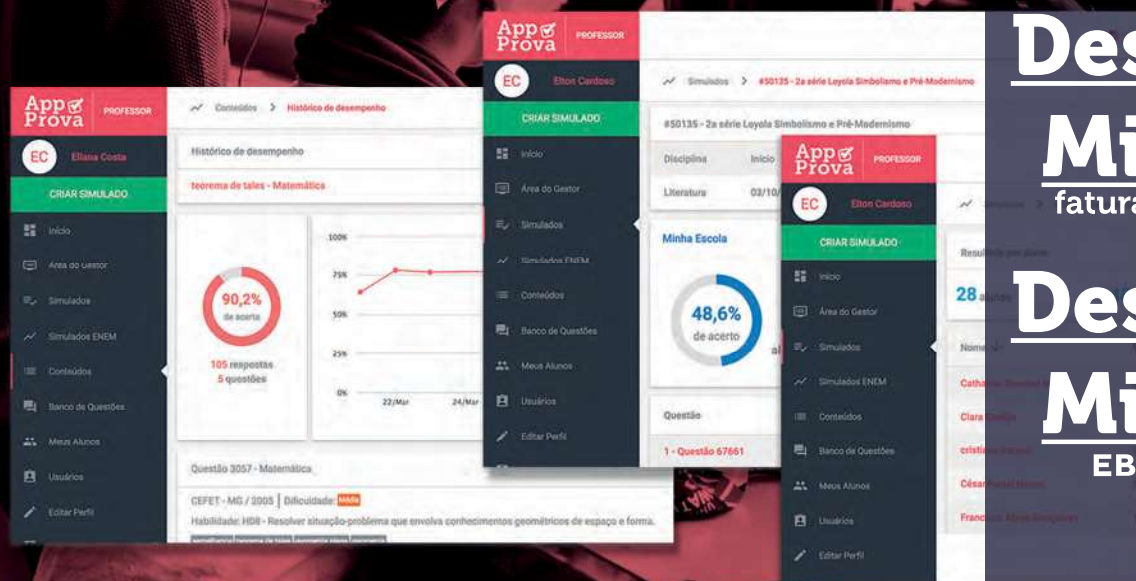 App
Prova
PROFESSOR
EC
Eliana Costa
CRIAR SIMULADO
Início
Área do Gestor
Simulados
Simulados ENEM
Conteúdos
Banco de Questões
Meus Alunos
Usuários
Editar Perfil
Conteúdos > Histórico de desempenho
Histórico de desempenho
teorema de tales - Matemática
90,2%
de acerto
105 respostas
5 questões
100%
75%
50%
25%
0%
22/Mar
24/Mar
Questão 3057 - Matemática
CEFET - MG / 2005 | Dificuldade: Média
Habilidade: HD8 - Resolver situação-problema que envolva conhecimentos geométricos de espaço e forma.
App
Prova
PROFESSOR
EC
Elton Cardoso
CRIAR SIMULADO
Início
Área do Gestor
Simulados
Simulados ENEM
Conteúdos
Banco de Questões
Meus Alunos
Usuários
Editar Perfil
Simulados > #50135 - 2a série Loyola Simbolismo e Pré-Modernismo
#50135 - 2a série Loyola Simbolismo e Pré-Modernismo
Disciplina
Início
Literatura
03/10/
Minha Escola
48,6%
de acerto
al
Questão
1 - Questão 67661
App
Prova
PROFESSOR
EC
Elton Cardoso
CRIAR SIMULADO
Início
Área do Gestor
Simulados
Simulados ENEM
Conteúdos
Banco de Questões
Meus Alunos
Usuários
Editar Perfil
28
Nome
Clara
Des
Mi
fatura
Des
Mi
EB